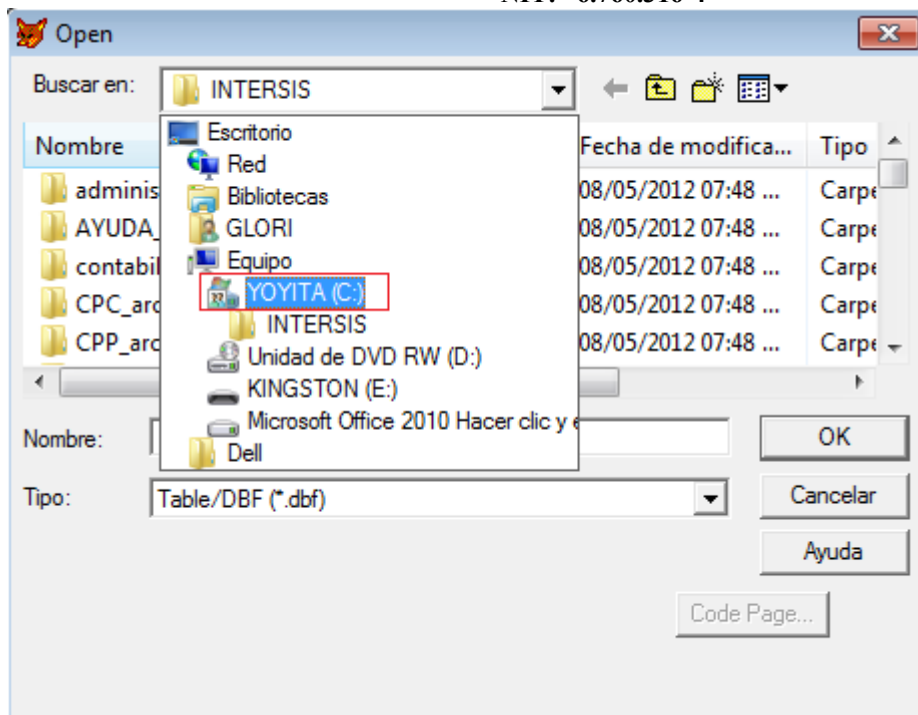 Open
Buscar en: INTERSIS
Nombre Fecha de modifica... Tipo
Escritorio
Red
Bibliotecas
GLORI
Equipo
YOYITA (C:)
INTERSIS
Unidad de DVD RW (D:)
KINGSTON (E:)
Microsoft Office 2010 Hacer clic y
Dell
adminis 08/05/2012 07:48 ... Carpe
AYUDA_ 08/05/2012 07:48 ... Carpe
contabil 08/05/2012 07:48 ... Carpe
CPC_arc 08/05/2012 07:48 ... Carpe
CPP_arc 08/05/2012 07:48 ... Carpe
Nombre: OK
Tipo: Table/DBF (*.dbf) Cancelar
Ayuda
Code Page...